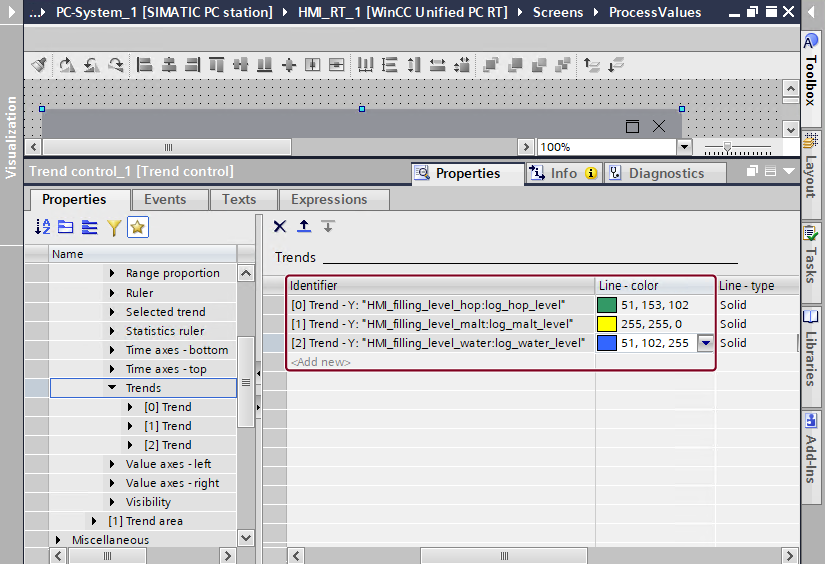 ...▸ PC-System_1 [SIMATIC PC station] ▸ HMI_RT_1 [WinCC Unified PC RT] ▸ Screens ▸ ProcessValues
Visualization
100%
Trend control_1 [Trend control]
Properties
Info
Diagnostics
Properties
Events
Texts
Expressions
Name
Range proportion
Ruler
Selected trend
Statistics ruler
Time axes - bottom
Time axes - top
Trends
[0] Trend
[1] Trend
[2] Trend
Value axes - left
Value axes - right
Visibility
[1] Trend area
Miscellaneous
Trends
Identifier Line - color Line - type
[0] Trend - Y: "HMI_filling_level_hop:log_hop_level" 51, 153, 102 Solid
[1] Trend - Y: "HMI_filling_level_malt:log_malt_level" 255, 255, 0 Solid
[2] Trend - Y: "HMI_filling_level_water:log_water_level" 51, 102, 255 Solid
<Add new>
Toolbox
Layout
Tasks
Libraries
Add-Ins